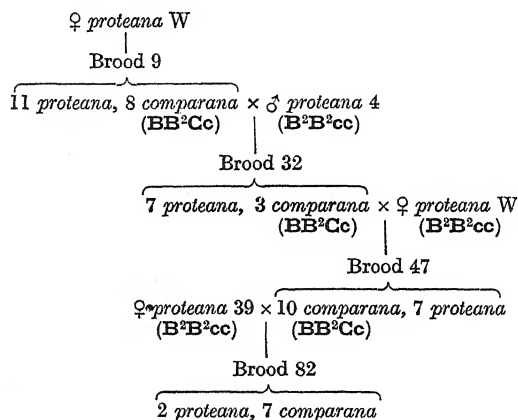 ♀ proteana W
Brood 9
11 proteana, 8 comparana × ♂ proteana 4
(BB²Cc) (B²B²cc)
Brood 32
7 proteana, 3 comparana × ♀ proteana W
(BB²Cc) (B²B²cc)
Brood 47
♀ proteana 39 × 10 comparana, 7 proteana
(B²B²cc) (BB²Cc)
Brood 82
2 proteana, 7 comparana